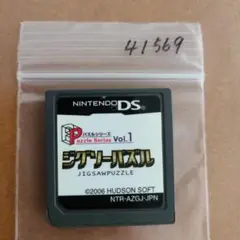 41569
NINTENDO DS
パズルシリーズ
Puzzle Series Vol.1
ジグソーパズル
JIGSAWPUZZLE
©2006 HUDSON SOFT
NTR-AZGJ-JPN